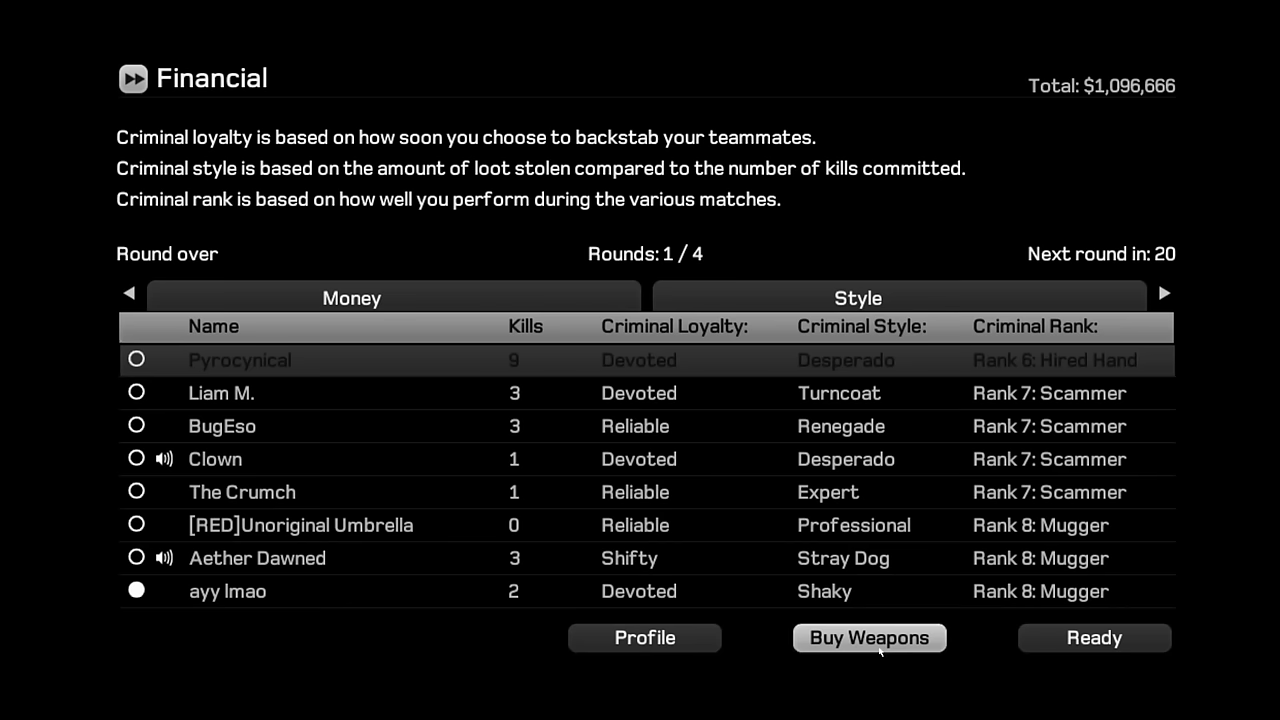 Financial
Total: $1,096,666
Criminal loyalty is based on how soon you choose to backstab your teammates.
Criminal style is based on the amount of loot stolen compared to the number of kills committed.
Criminal rank is based on how well you perform during the various matches.
Round over Rounds: 1 / 4 Next round in: 20
Money Style
Name Kills Criminal Loyalty: Criminal Style: Criminal Rank:
Pyrocynical 9 Devoted Desperado Rank 6: Hired Hand
Liam M. 3 Devoted Turncoat Rank 7: Scammer
BugEso 3 Reliable Renegade Rank 7: Scammer
Clown 1 Devoted Desperado Rank 7: Scammer
The Crumch 1 Reliable Expert Rank 7: Scammer
[RED]Unoriginal Umbrella 0 Reliable Professional Rank 8: Mugger
Aether Dawned 3 Shifty Stray Dog Rank 8: Mugger
ayy lmao 2 Devoted Shaky Rank 8: Mugger
Profile Buy Weapons Ready